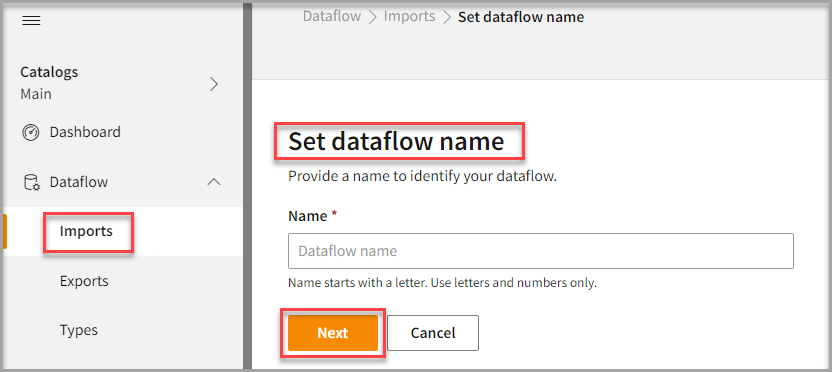 Catalogs
Main
Dashboard
Dataflow
Imports
Exports
Types
Dataflow > Imports > Set dataflow name
Set dataflow name
Provide a name to identify your dataflow.
Name *
Dataflow name
Name starts with a letter. Use letters and numbers only.
Next Cancel